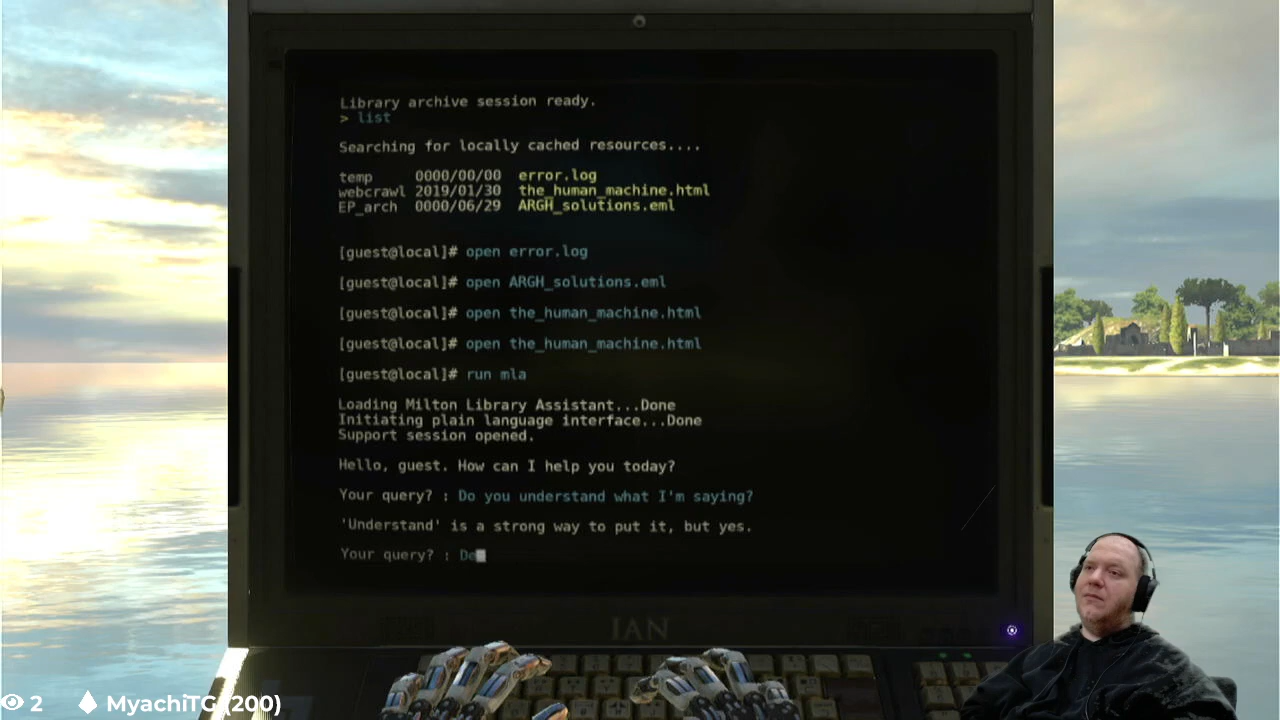 Library archive session ready.
> list
Searching for locally cached resources....
temp 0000/00/00 error.log
webcrawl 2019/01/30 the_human_machine.html
EP_arch 0000/06/29 ARGH_solutions.eml
[guest@local]# open error.log
[guest@local]# open ARGH_solutions.eml
[guest@local]# open the_human_machine.html
[guest@local]# open the_human_machine.html
[guest@local]# run mla
Loading Milton Library Assistant...Done
Initiating plain language interface...Done
Support session opened.
Hello, guest. How can I help you today?
Your query? : Do you understand what I'm saying?
'Understand' is a strong way to put it, but yes.
Your query? : De
IAN
2 MyachiTG (200)